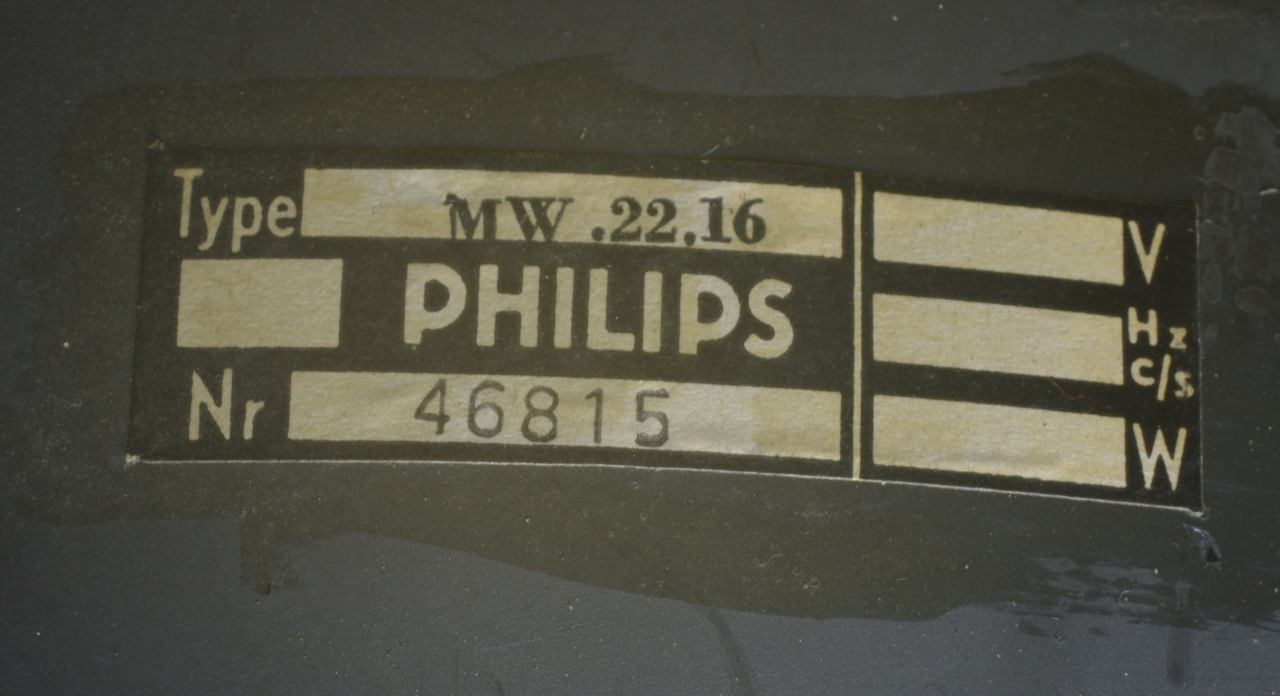 Type MW .22.16 V
PHILIPS Hz c/s
Nr 46815 W